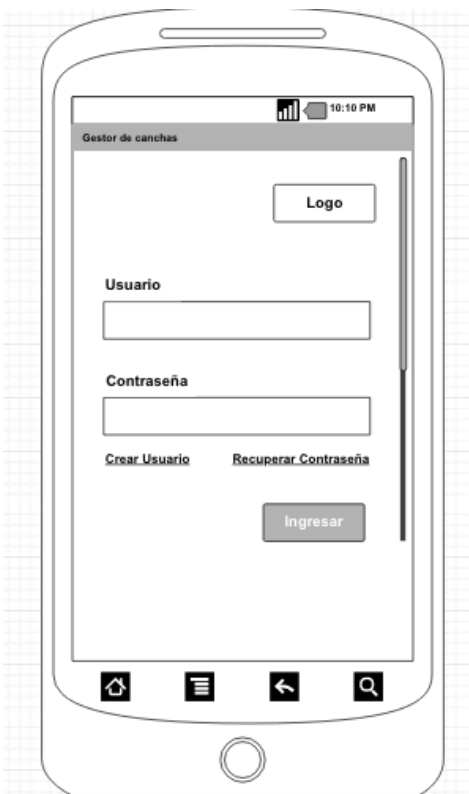 10:10 PM
Gestor de canchas
Logo
Usuario
Contraseña
Crear Usuario Recuperar Contraseña
Ingresar